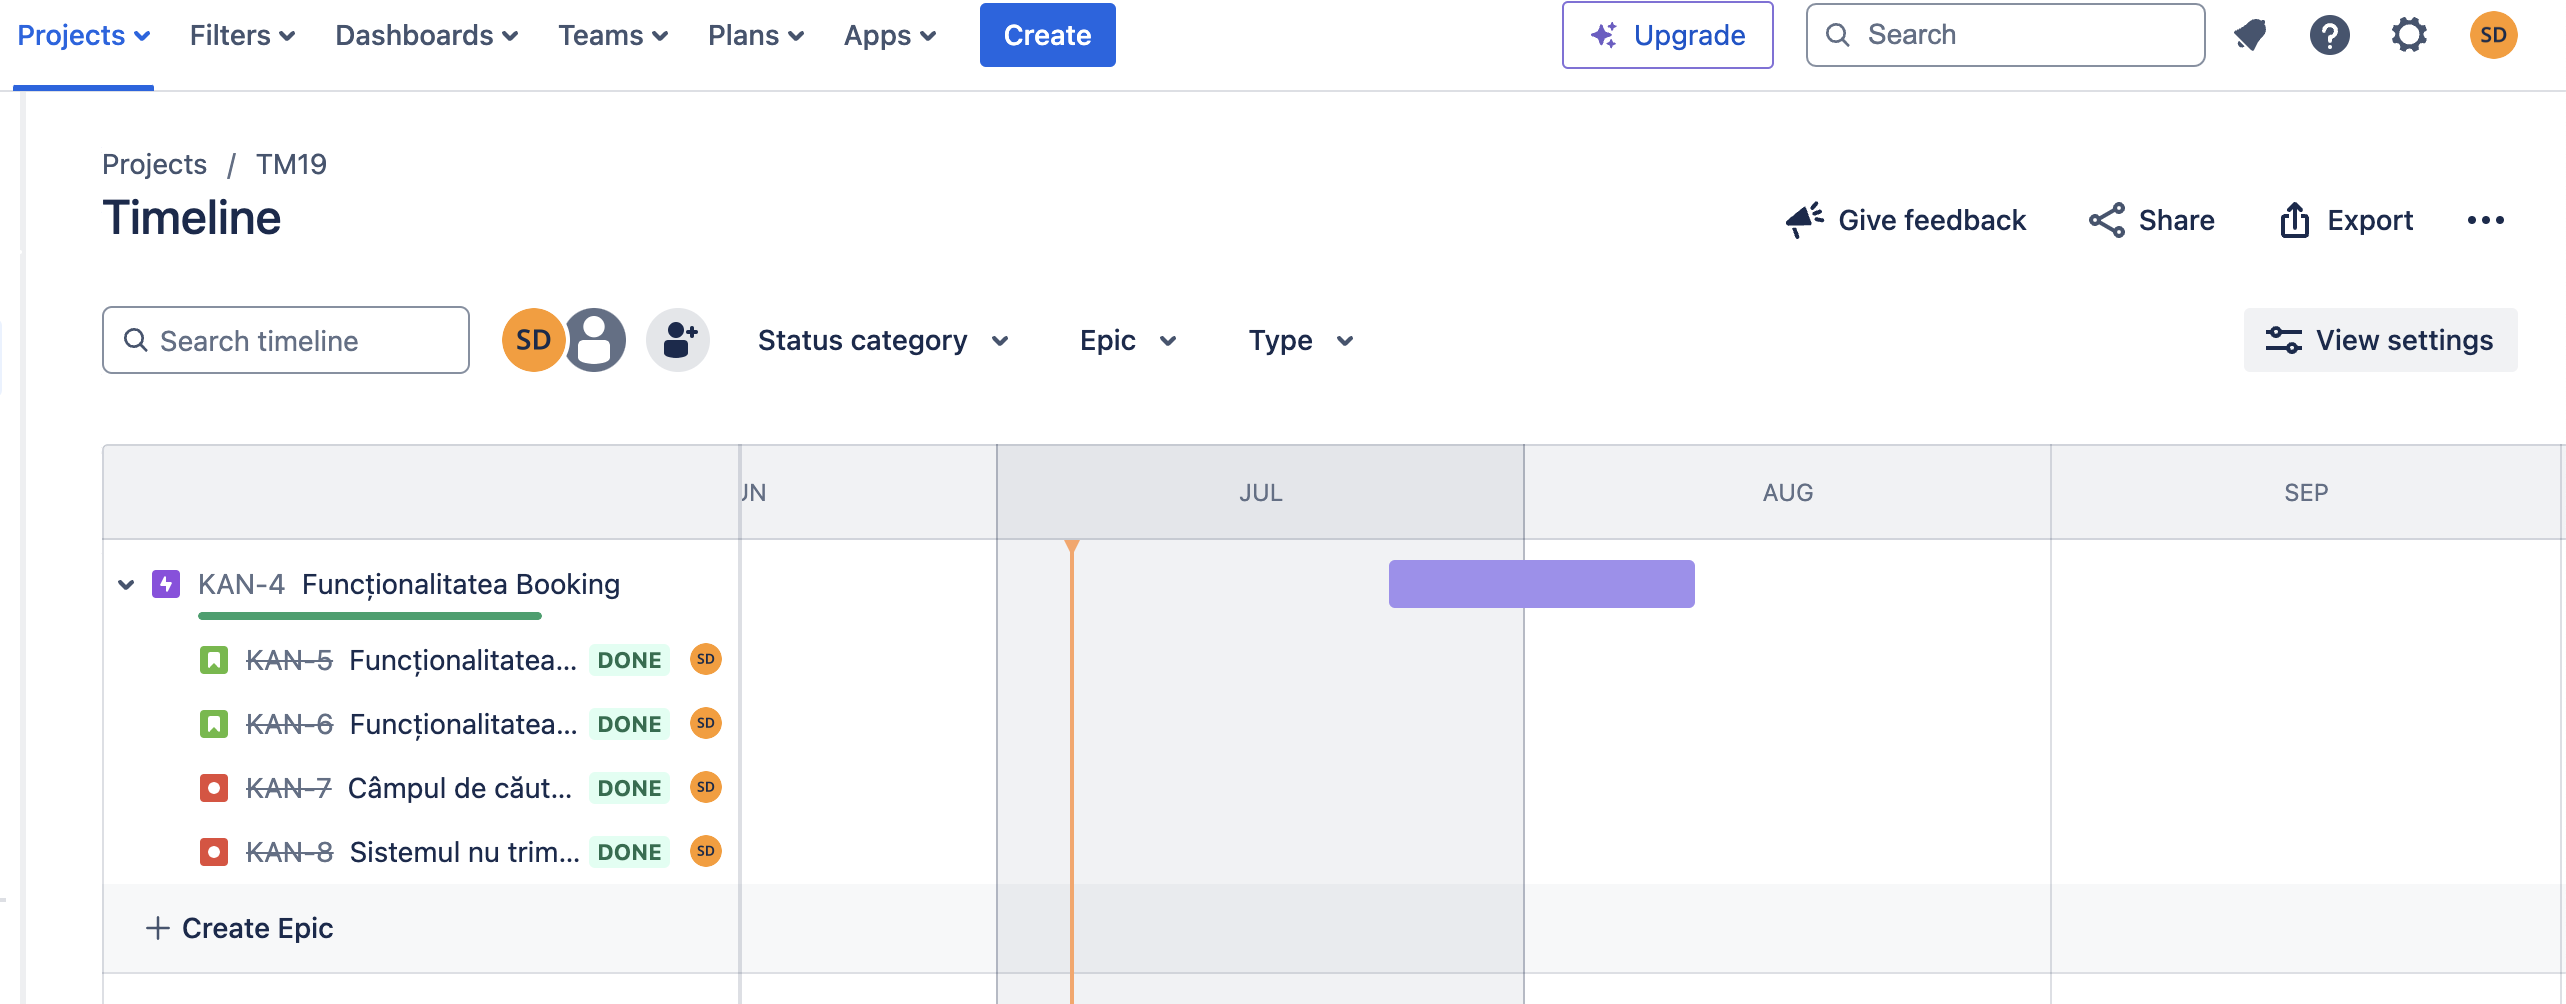 Projects Filters Dashboards Teams Plans Apps Create Upgrade Search SD
Projects / TM19
Timeline
Give feedback Share Export
Search timeline SD Status category Epic Type View settings
UN JUL AUG SEP
KAN-4 Funcționalitatea Booking
KAN-5 Funcționalitatea... DONE SD
KAN-6 Funcționalitatea... DONE SD
KAN-7 Câmpul de căut... DONE SD
KAN-8 Sistemul nu trim... DONE SD
+ Create Epic